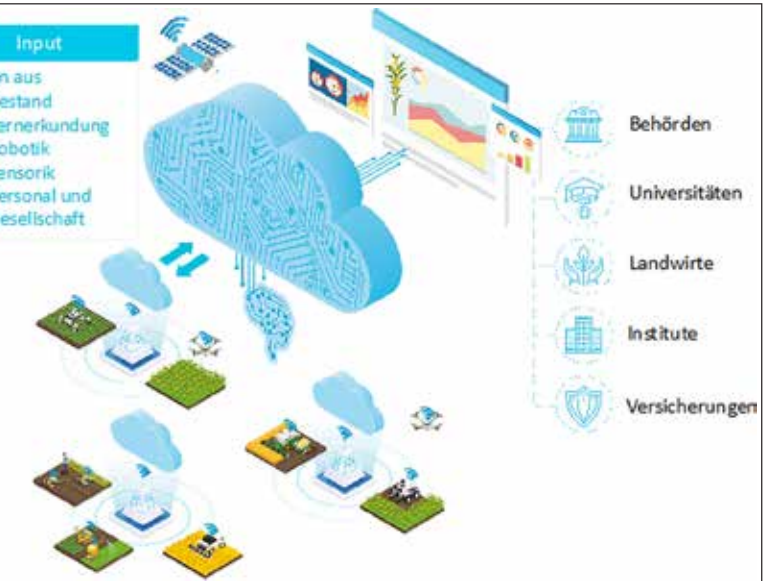 Input
n aus
estand
ernerkundung
obotik
ensorik
ersonal und
esellschaft
Behörden
Universitäten
Landwirte
Institute
Versicherungen